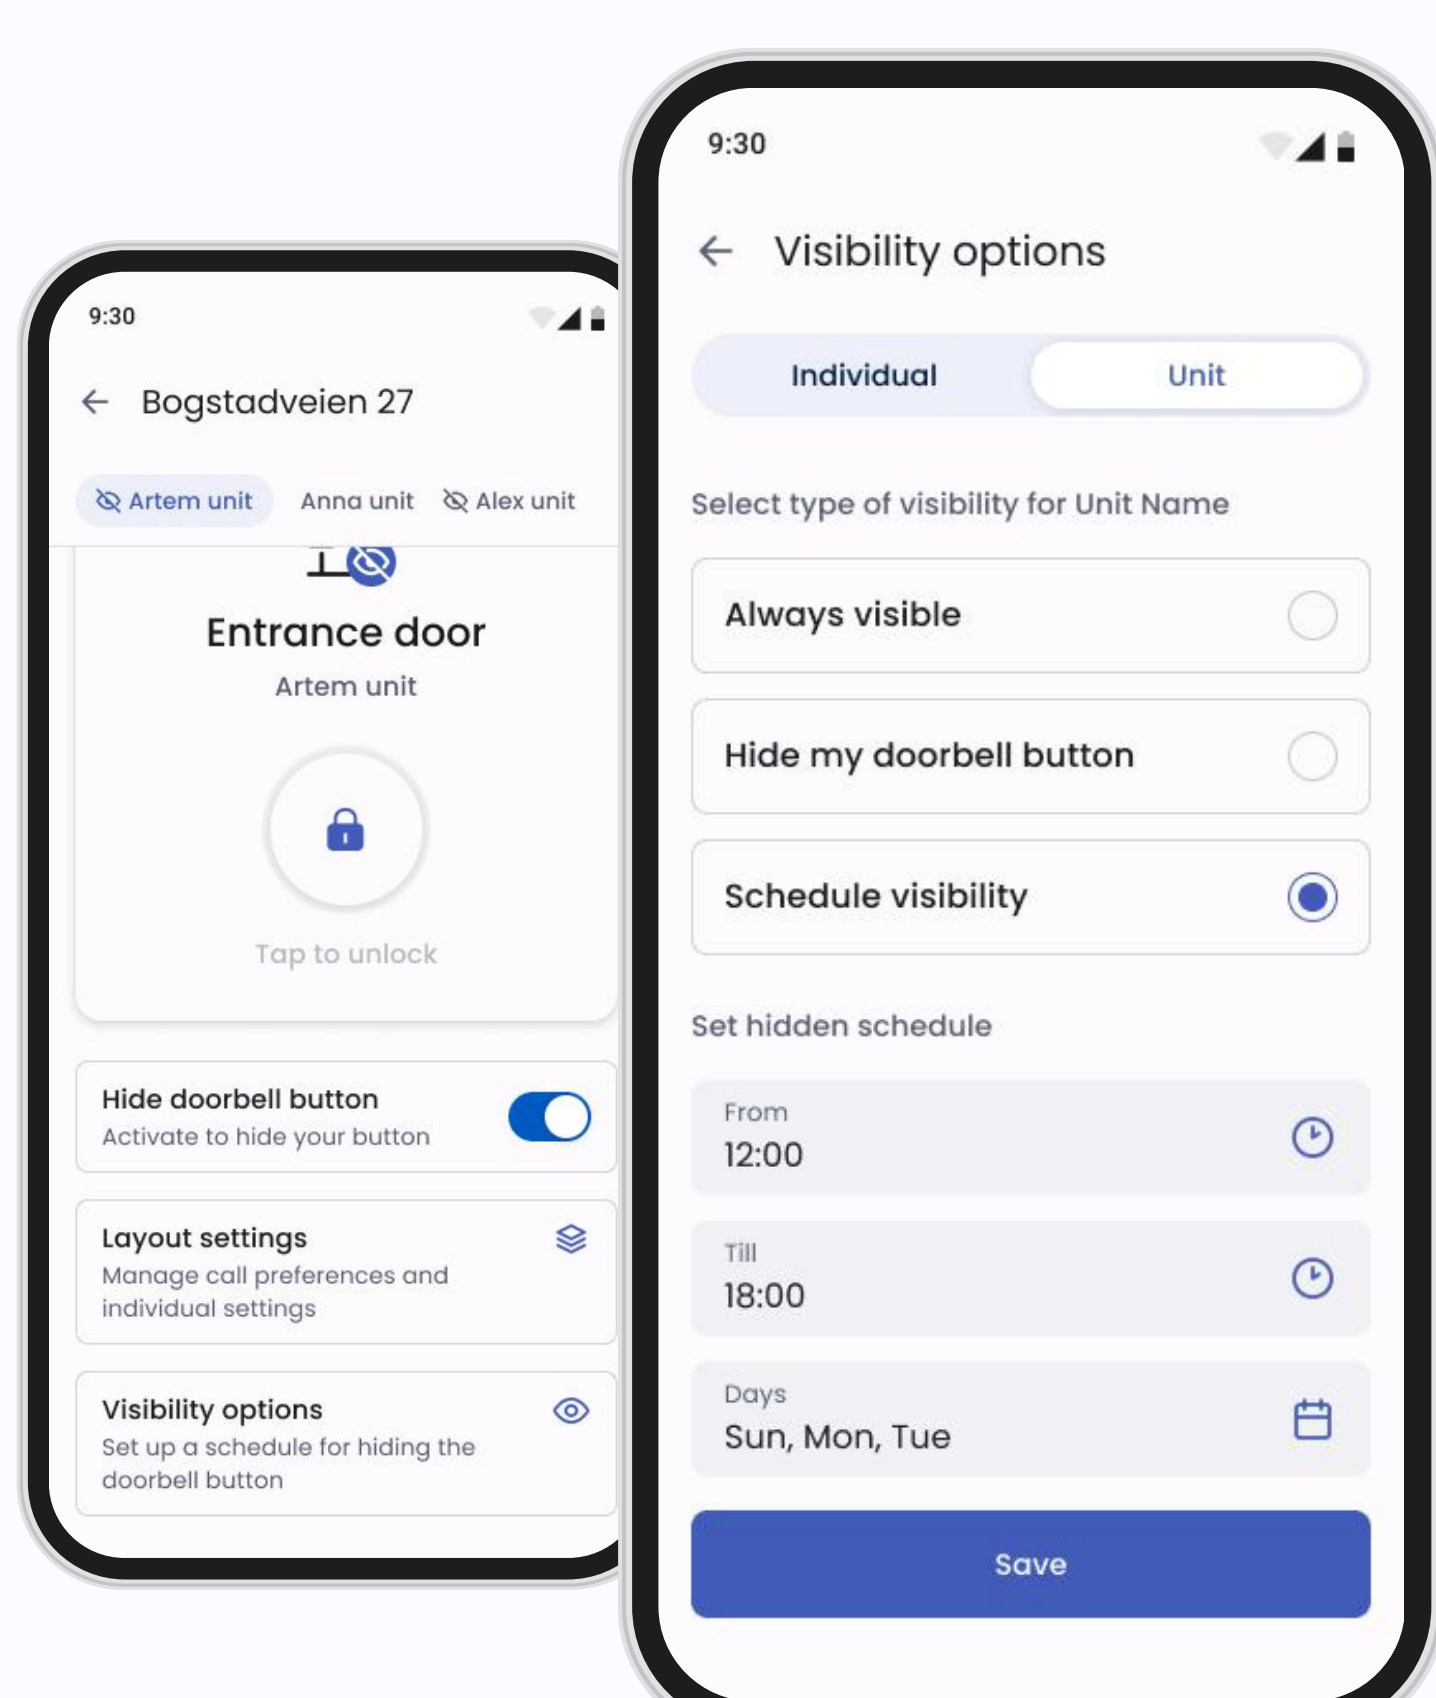 9:30
Bogstadveien 27
Artem unit
Anna unit
Alex unit
Entrance door
Artem unit
Tap to unlock
Hide doorbell button
Activate to hide your button
Layout settings
Manage call preferences and
individual settings
Visibility options
Set up a schedule for hiding the
doorbell button
9:30
Visibility options
Individual
Unit
Select type of visibility for Unit Name
Always visible
Hide my doorbell button
Schedule visibility
Set hidden schedule
From
12:00
Till
18:00
Days
Sun, Mon, Tue
Save